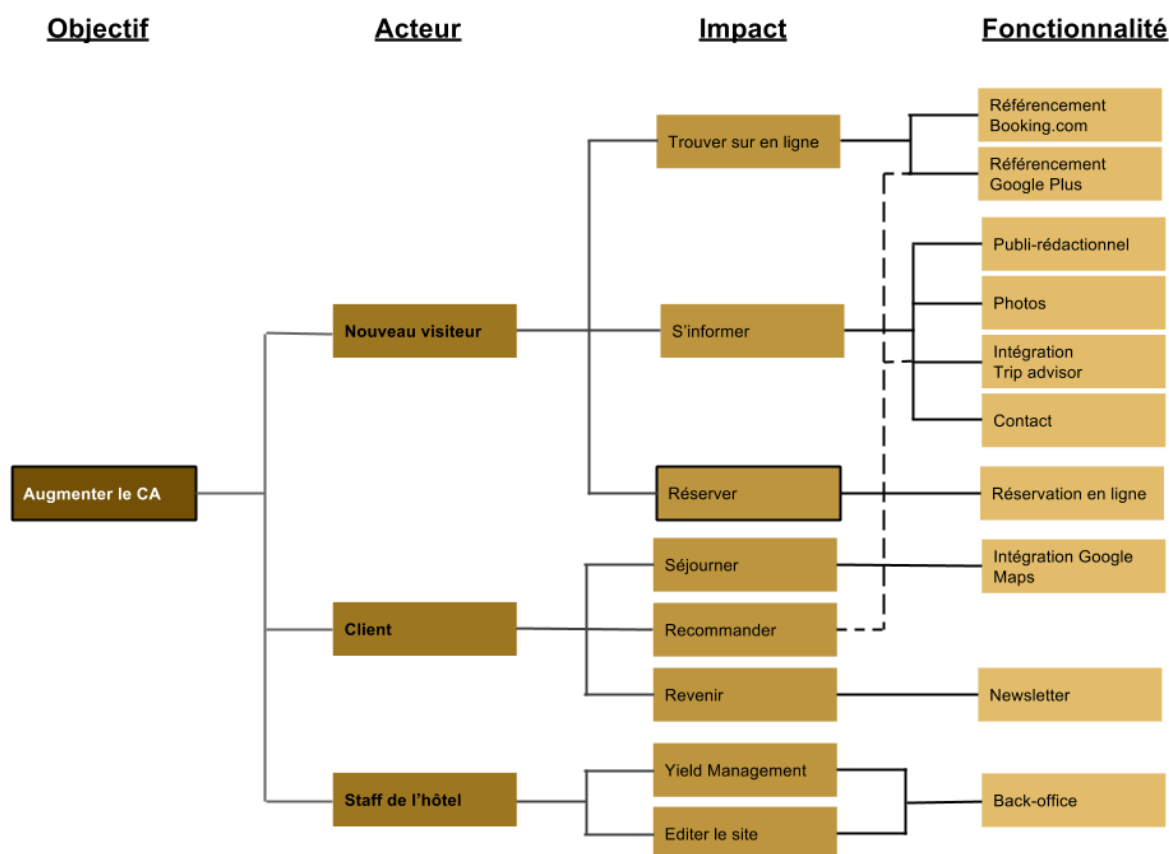 Objectif
Acteur
Impact
Fonctionnalité
Référencement
Booking.com
Trouver sur en ligne
Référencement
Google Plus
Publi-rédactionnel
Photos
Nouveau visiteur
S'informer
Intégration
Trip advisor
Contact
Augmenter le CA
Réserver
Réservation en ligne
Séjourner
Intégration Google
Maps
Client
Recommander
Revenir
Newsletter
Yield Management
Staff de l'hôtel
Back-office
Editer le site